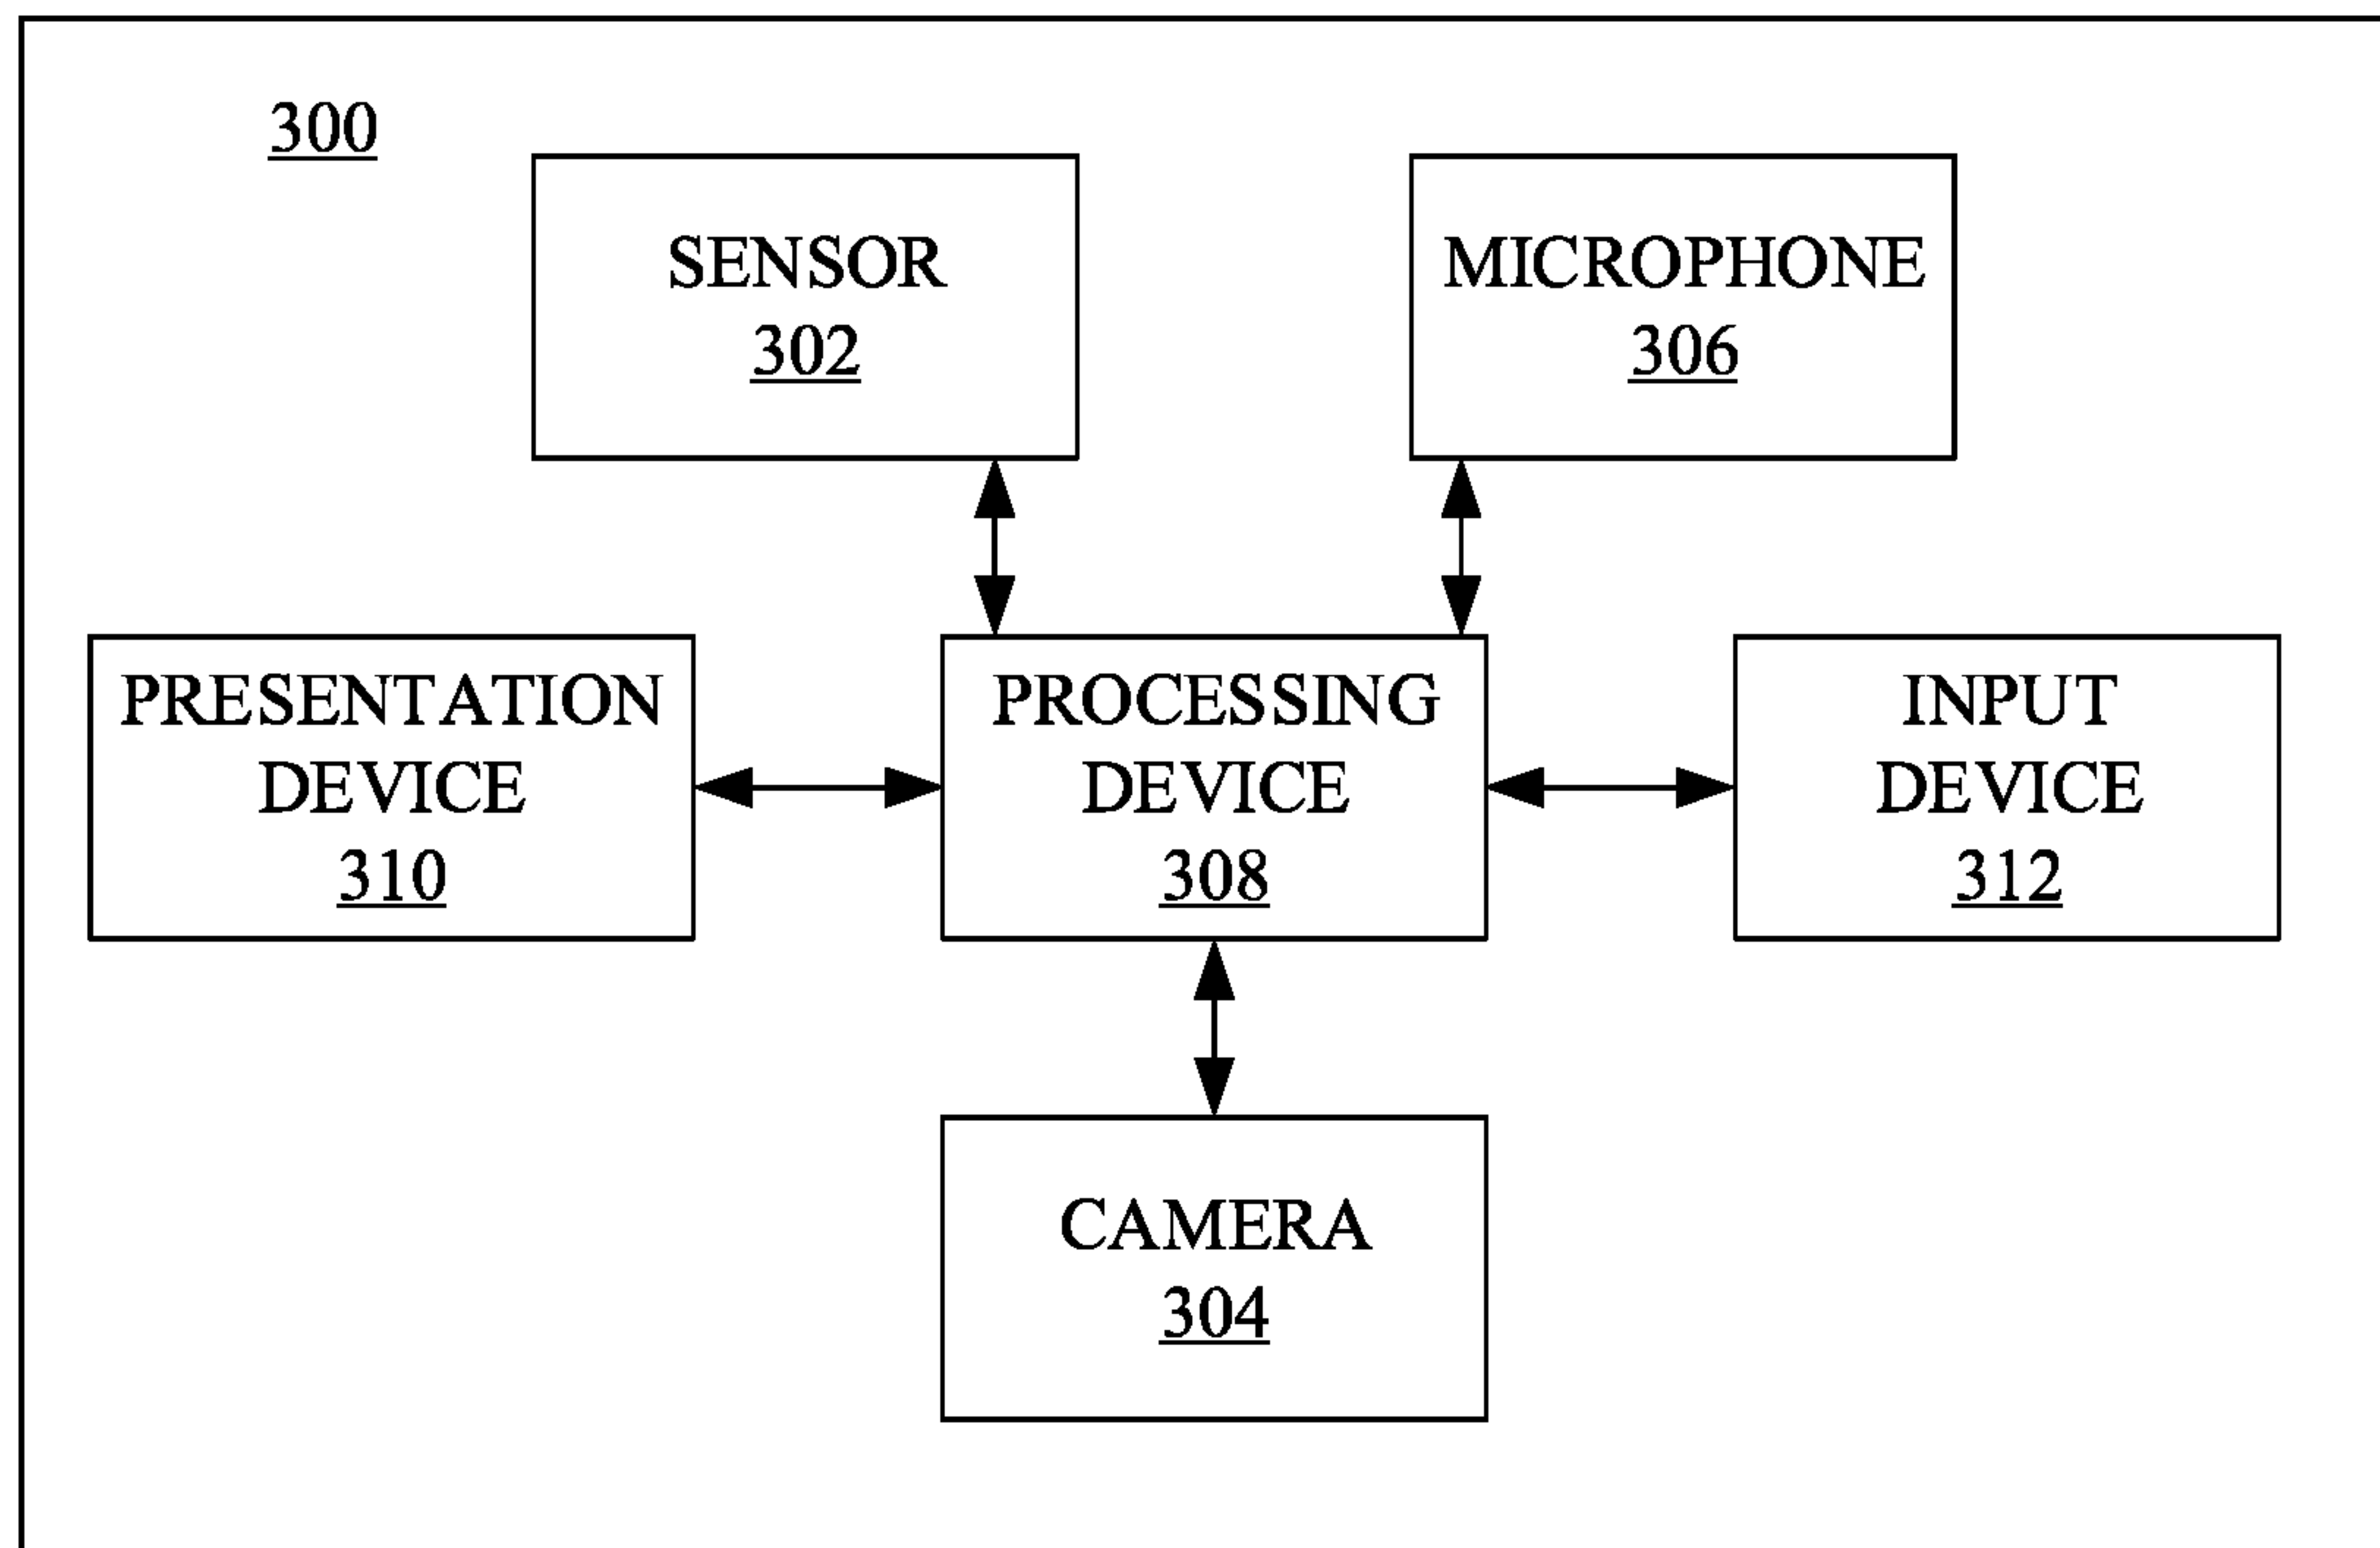 300
SENSOR
302
MICROPHONE
306
PRESENTATION
DEVICE
310
PROCESSING
DEVICE
308
INPUT
DEVICE
312
CAMERA
304